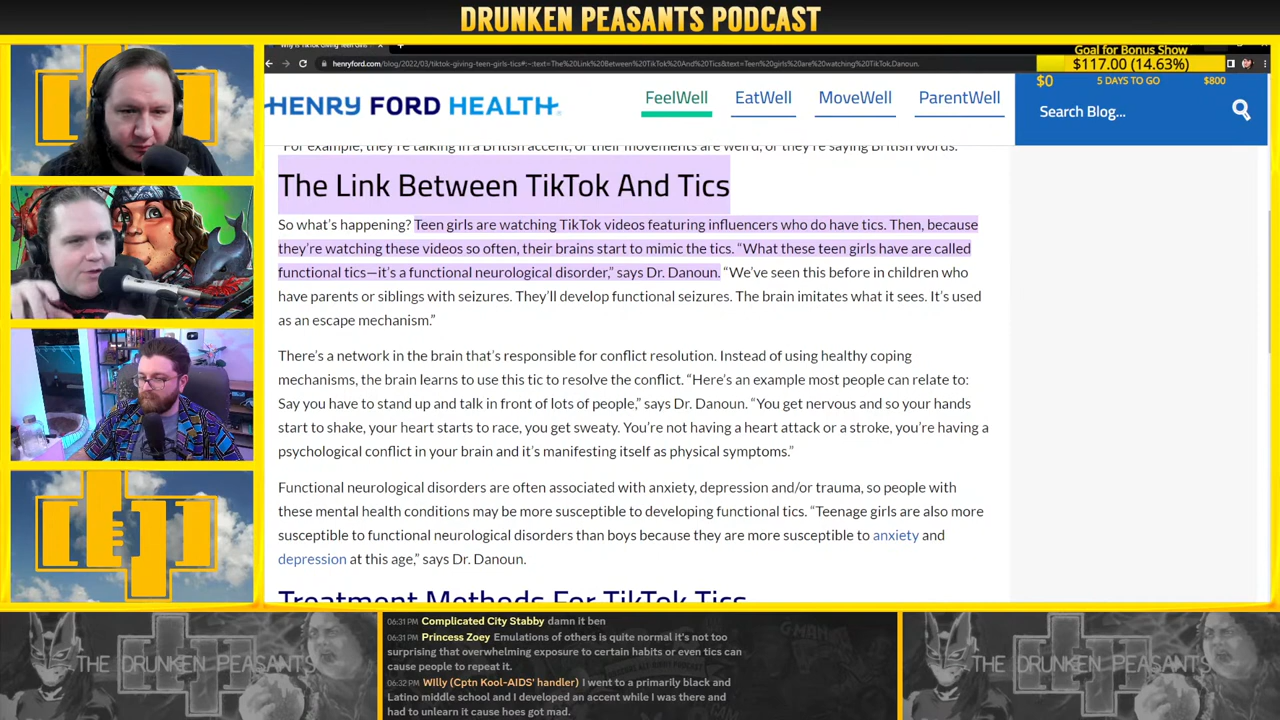 DRUNKEN PEASANTS PODCAST
Goal for Bonus Show
$117.00 (14.63%)
$0
5 DAYS TO GO
$800
HENRY FORD HEALTH
FeelWell
EatWell
MoveWell
ParentWell
Search Blog...
"For example, they're talking in a British accent, or their movements are weird, or they're saying British words.
The Link Between TikTok And Tics
So what's happening? Teen girls are watching TikTok videos featuring influencers who do have tics. Then, because
they're watching these videos so often, their brains start to mimic the tics. “What these teen girls have are called
functional tics—it's a functional neurological disorder,” says Dr. Danoun. “We've seen this before in children who
have parents or siblings with seizures. They'll develop functional seizures. The brain imitates what it sees. It's used
as an escape mechanism.”
There's a network in the brain that's responsible for conflict resolution. Instead of using healthy coping
mechanisms, the brain learns to use this tic to resolve the conflict. “Here's an example most people can relate to:
Say you have to stand up and talk in front of lots of people,” says Dr. Danoun. “You get nervous and so your hands
start to shake, your heart starts to race, you get sweaty. You're not having a heart attack or a stroke, you're having a
psychological conflict in your brain and it's manifesting itself as physical symptoms.”
Functional neurological disorders are often associated with anxiety, depression and/or trauma, so people with
these mental health conditions may be more susceptible to developing functional tics. “Teenage girls are also more
susceptible to functional neurological disorders than boys because they are more susceptible to anxiety and
depression at this age,” says Dr. Danoun.
Treatment Methods For TikTok Tics
06:31 PM Complicated City Stabby damn it ben
06:31 PM Princess Zoey Emulations of others is quite normal it's not too
surprising that overwhelming exposure to certain habits or even tics can
cause people to repeat it.
06:32 PM Willy (Cptn Kool-AIDS' handler) I went to a primarily black and
Latino middle school and I developed an accent while I was there and
had to unlearn it cause hoes got mad.
THE DRUNKEN PEASANTS
THE DRUNKEN PEASANTS